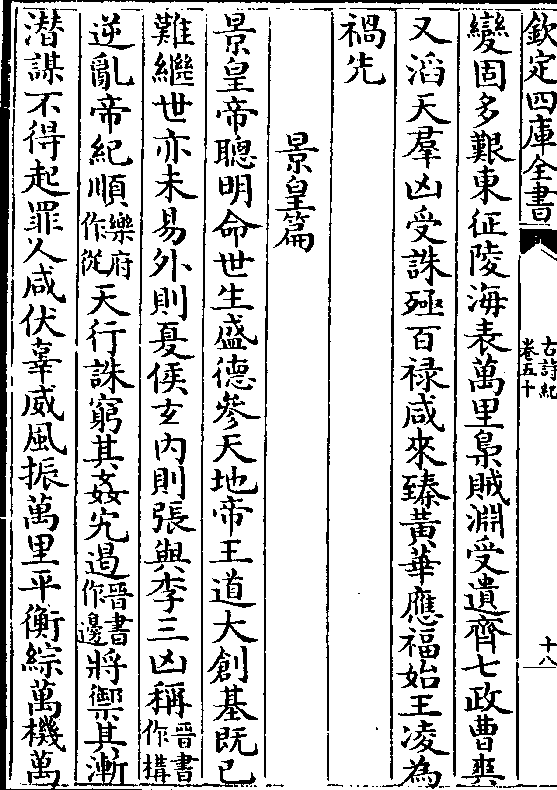 欽定四庫全書
古詩紀
卷五十
十八
變固多艱東征陵海表萬里梟賊淵受遺齊七政曹爽
又滔天羣凶受誅殛百禄咸來臻黄華應福始王凌為
禍先
景皇篇
景皇帝聰明命世生盛德參天地帝王道大創基既已
難繼世亦未易外則夏侯玄内則張與李三凶稱晉書作搆
逆亂帝紀順樂府作從天行誅窮其姦宄遏晉書作邊將禦其漸
潛謀不得起罪人咸伏辜威風振萬里平衡綜萬機萬